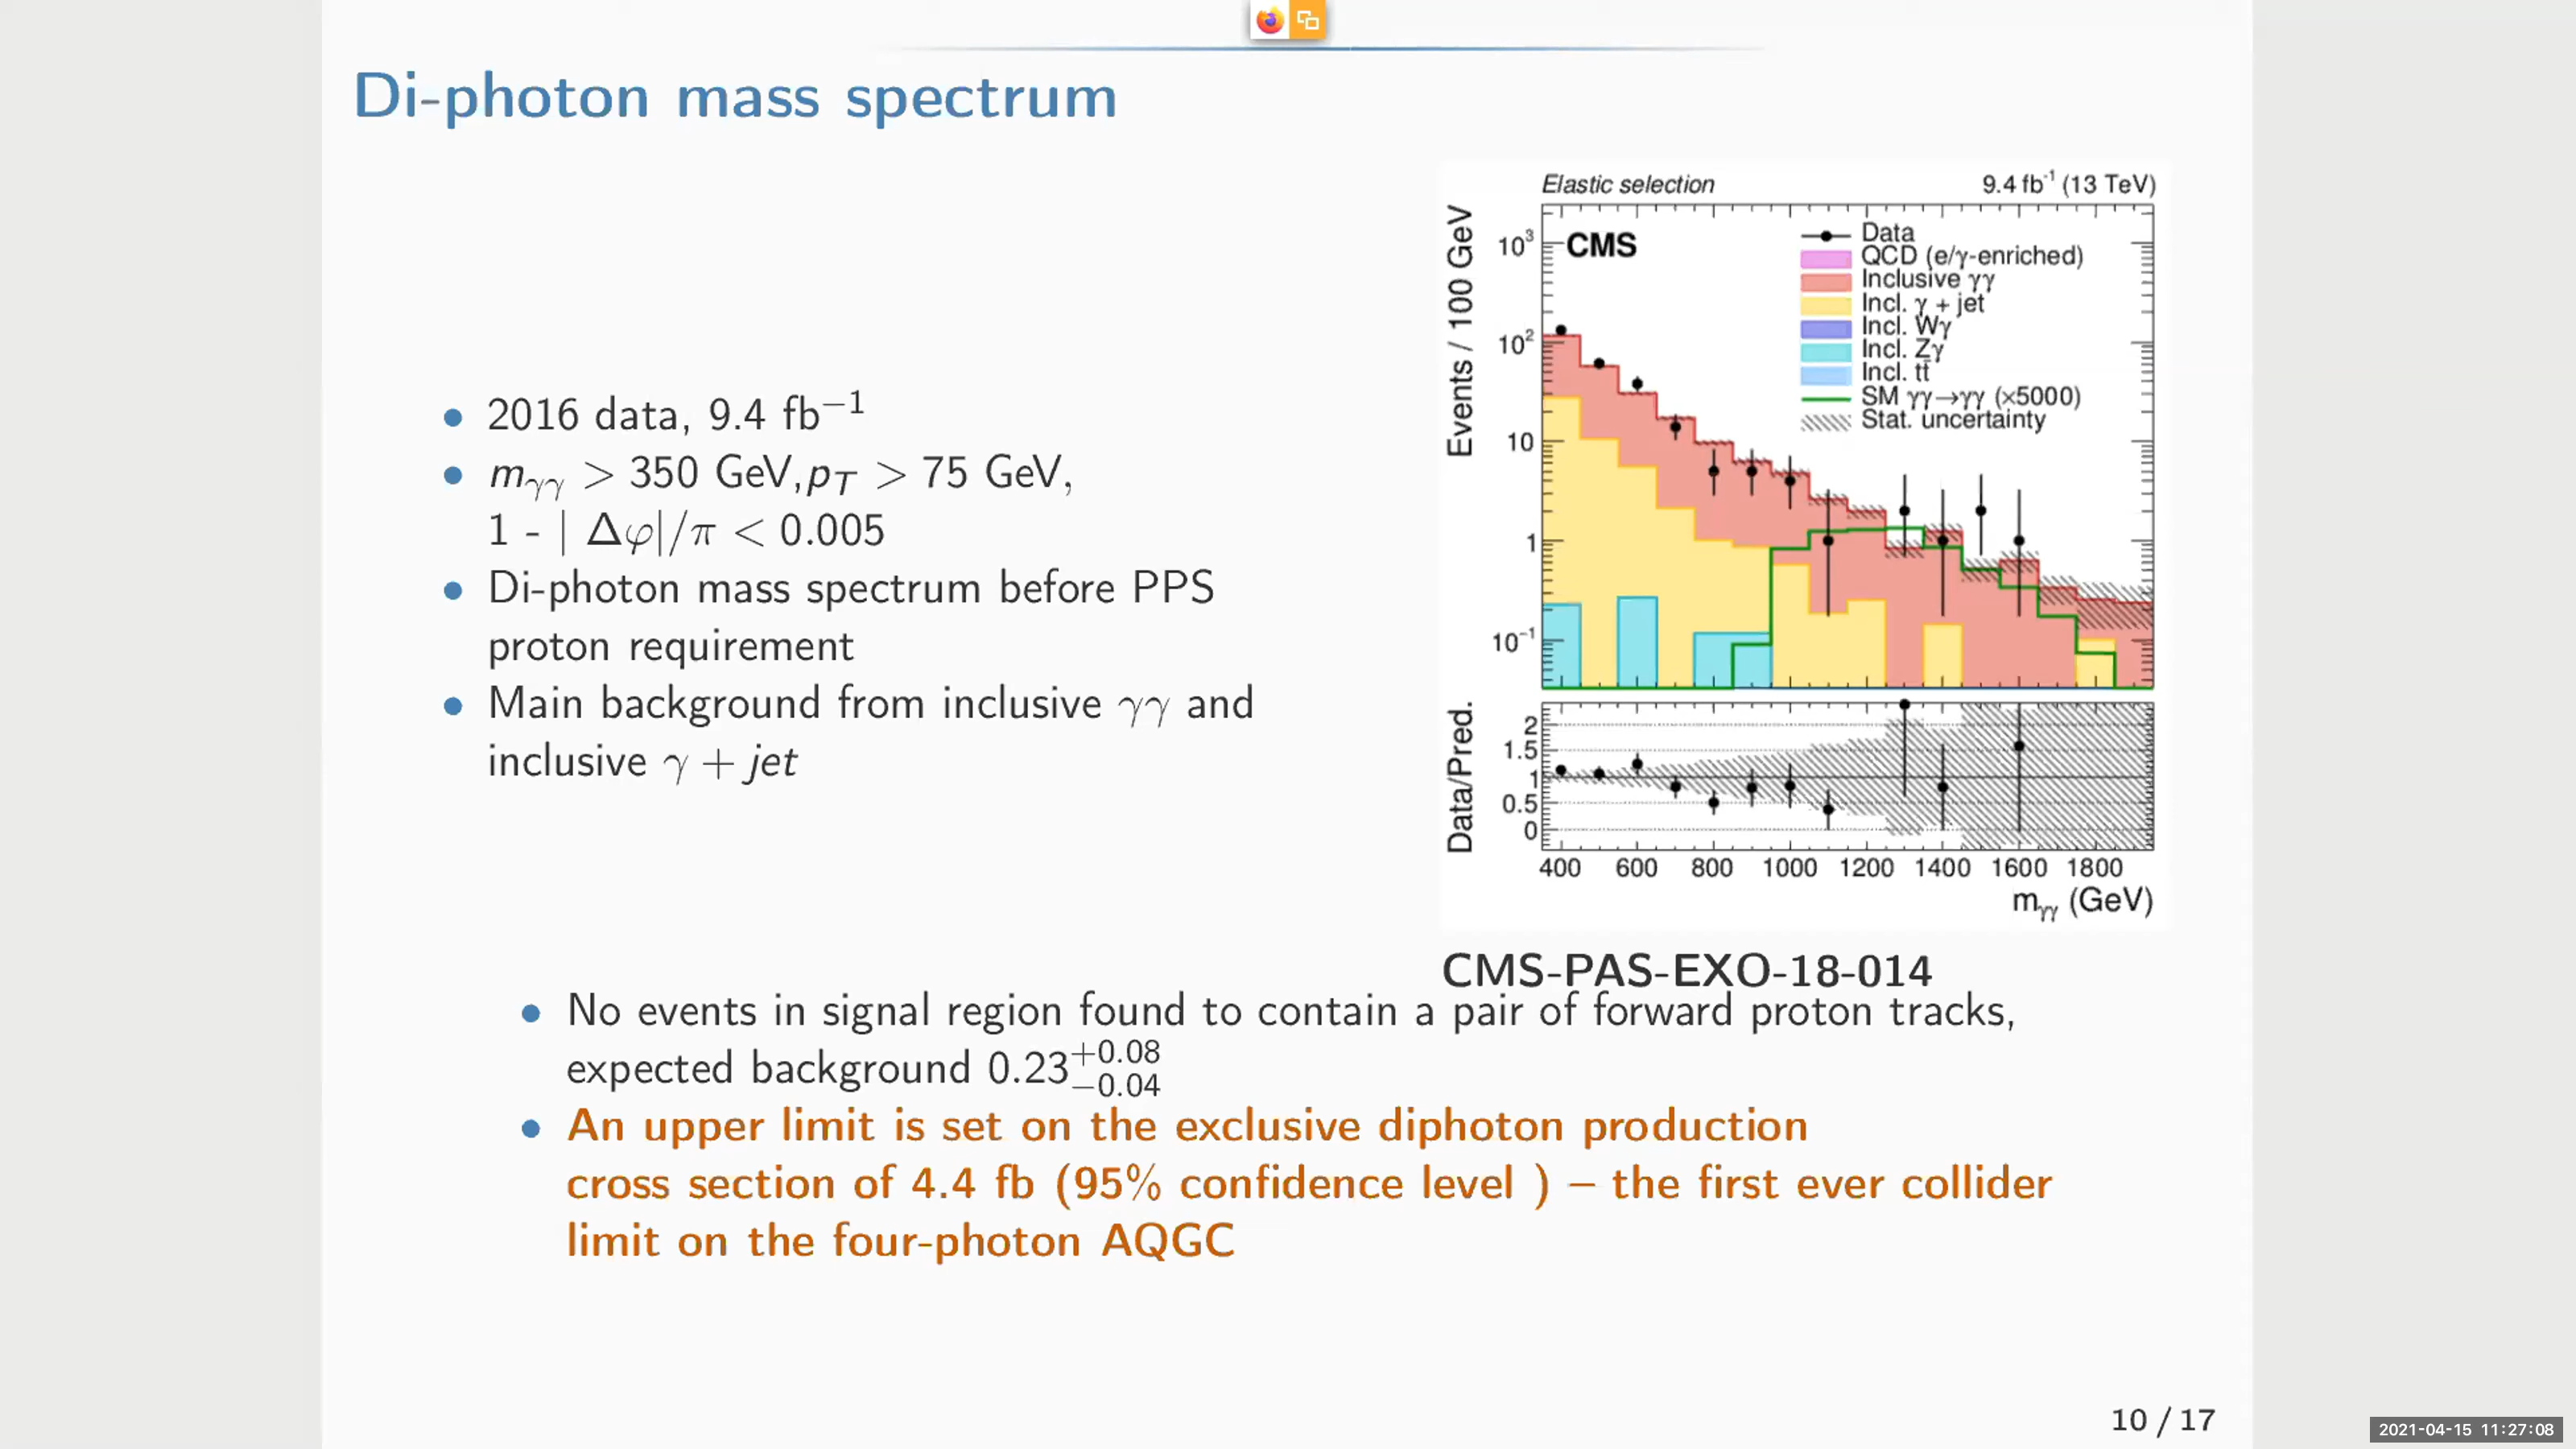 Di-photon mass spectrum
• 2016 data, 9.4 fb⁻¹
• m_γγ > 350 GeV,p_T > 75 GeV,
1 - | Δφ|/π < 0.005
• Di-photon mass spectrum before PPS
proton requirement
• Main background from inclusive γγ and
inclusive γ + jet
Elastic selection 9.4 fb⁻¹ (13 TeV)
Events / 100 GeV
CMS
10³
10²
10
1
10⁻¹
Data
QCD (e/γ-enriched)
Inclusive γγ
Incl. γ + jet
Incl. Wγ
Incl. Zγ
Incl. tt̄
SM γγ→γγ (×5000)
Stat. uncertainty
Data/Pred.
2
1.5
1
0.5
0
400 600 800 1000 1200 1400 1600 1800
m_γγ (GeV)
CMS-PAS-EXO-18-014
• No events in signal region found to contain a pair of forward proton tracks,
expected background 0.23 +0.08 −0.04
• An upper limit is set on the exclusive diphoton production
cross section of 4.4 fb (95% confidence level ) – the first ever collider
limit on the four-photon AQGC
10 / 17
2021-04-15 11:27:08